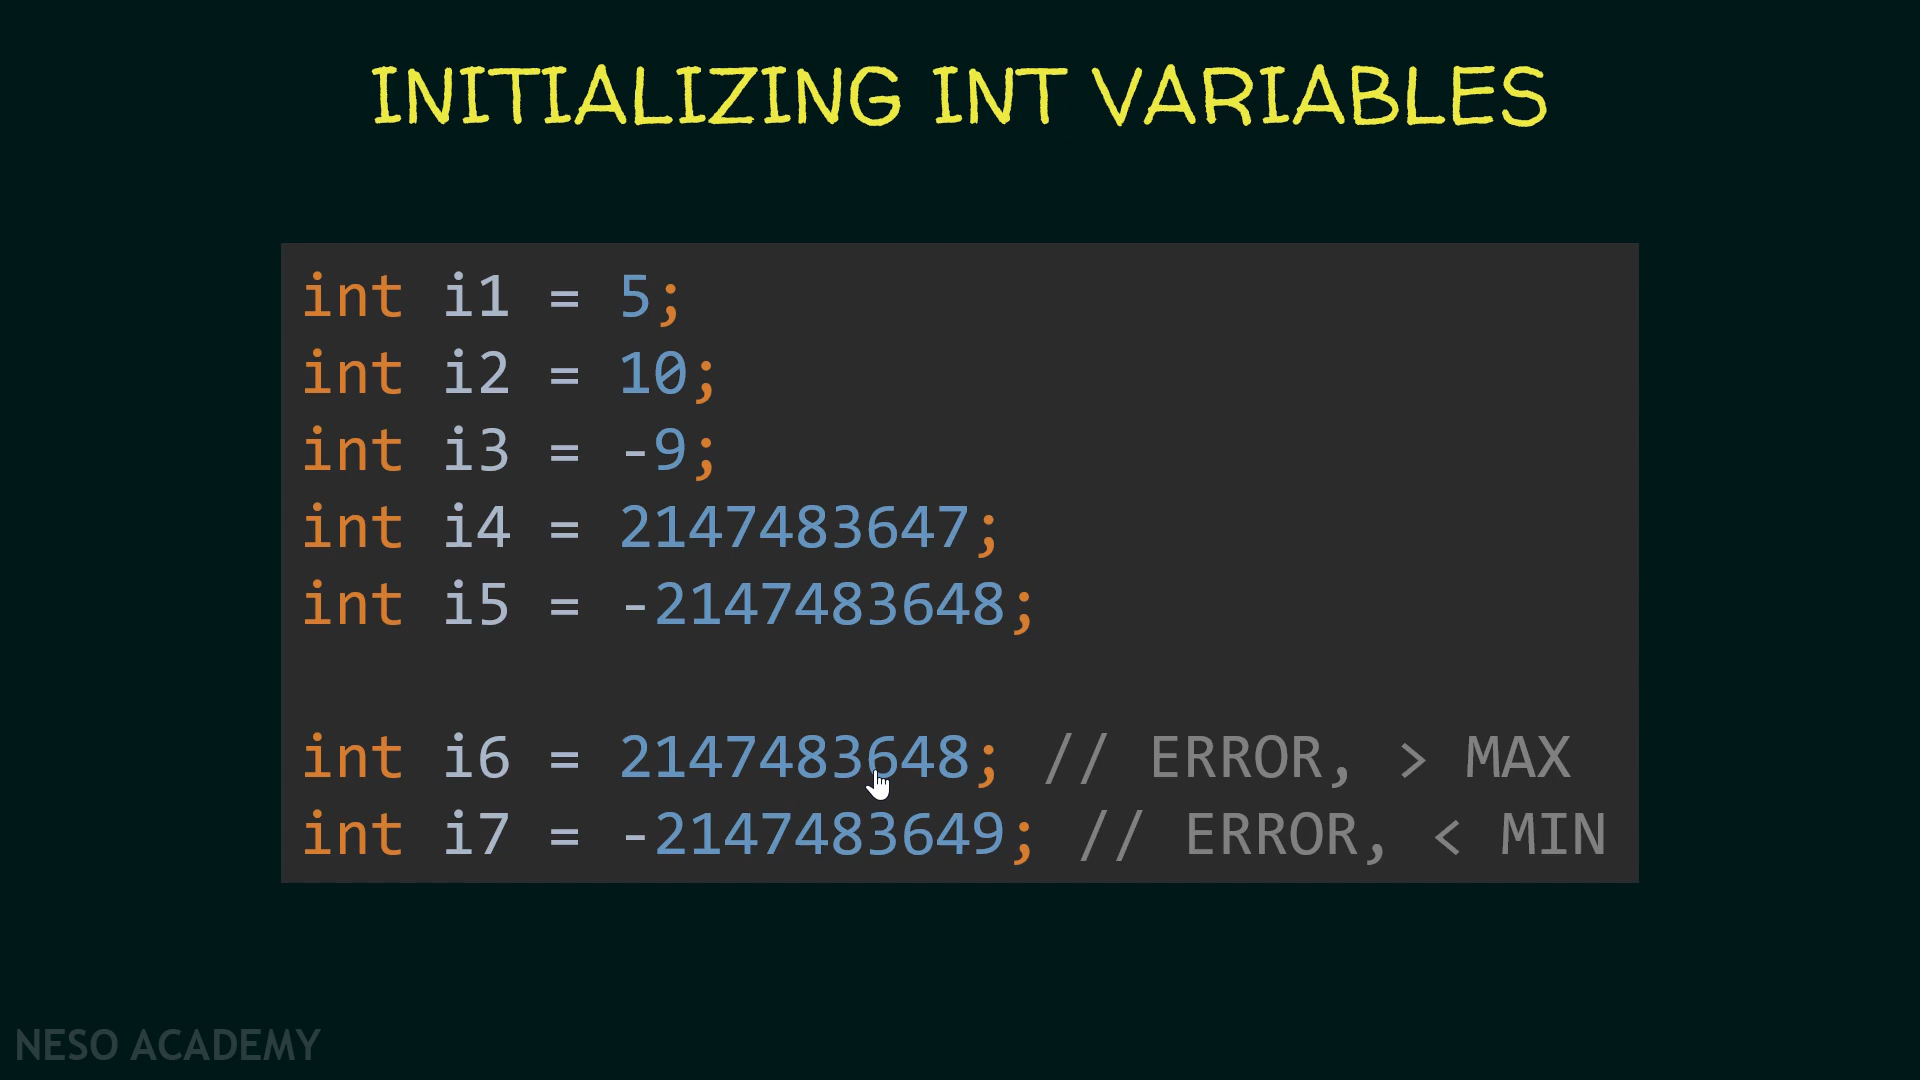 INITIALIZING INT VARIABLES
int i1 = 5;
int i2 = 10;
int i3 = -9;
int i4 = 2147483647;
int i5 = -2147483648;
int i6 = 2147483648; // ERROR, > MAX
int i7 = -2147483649; // ERROR, < MIN
NESO ACADEMY